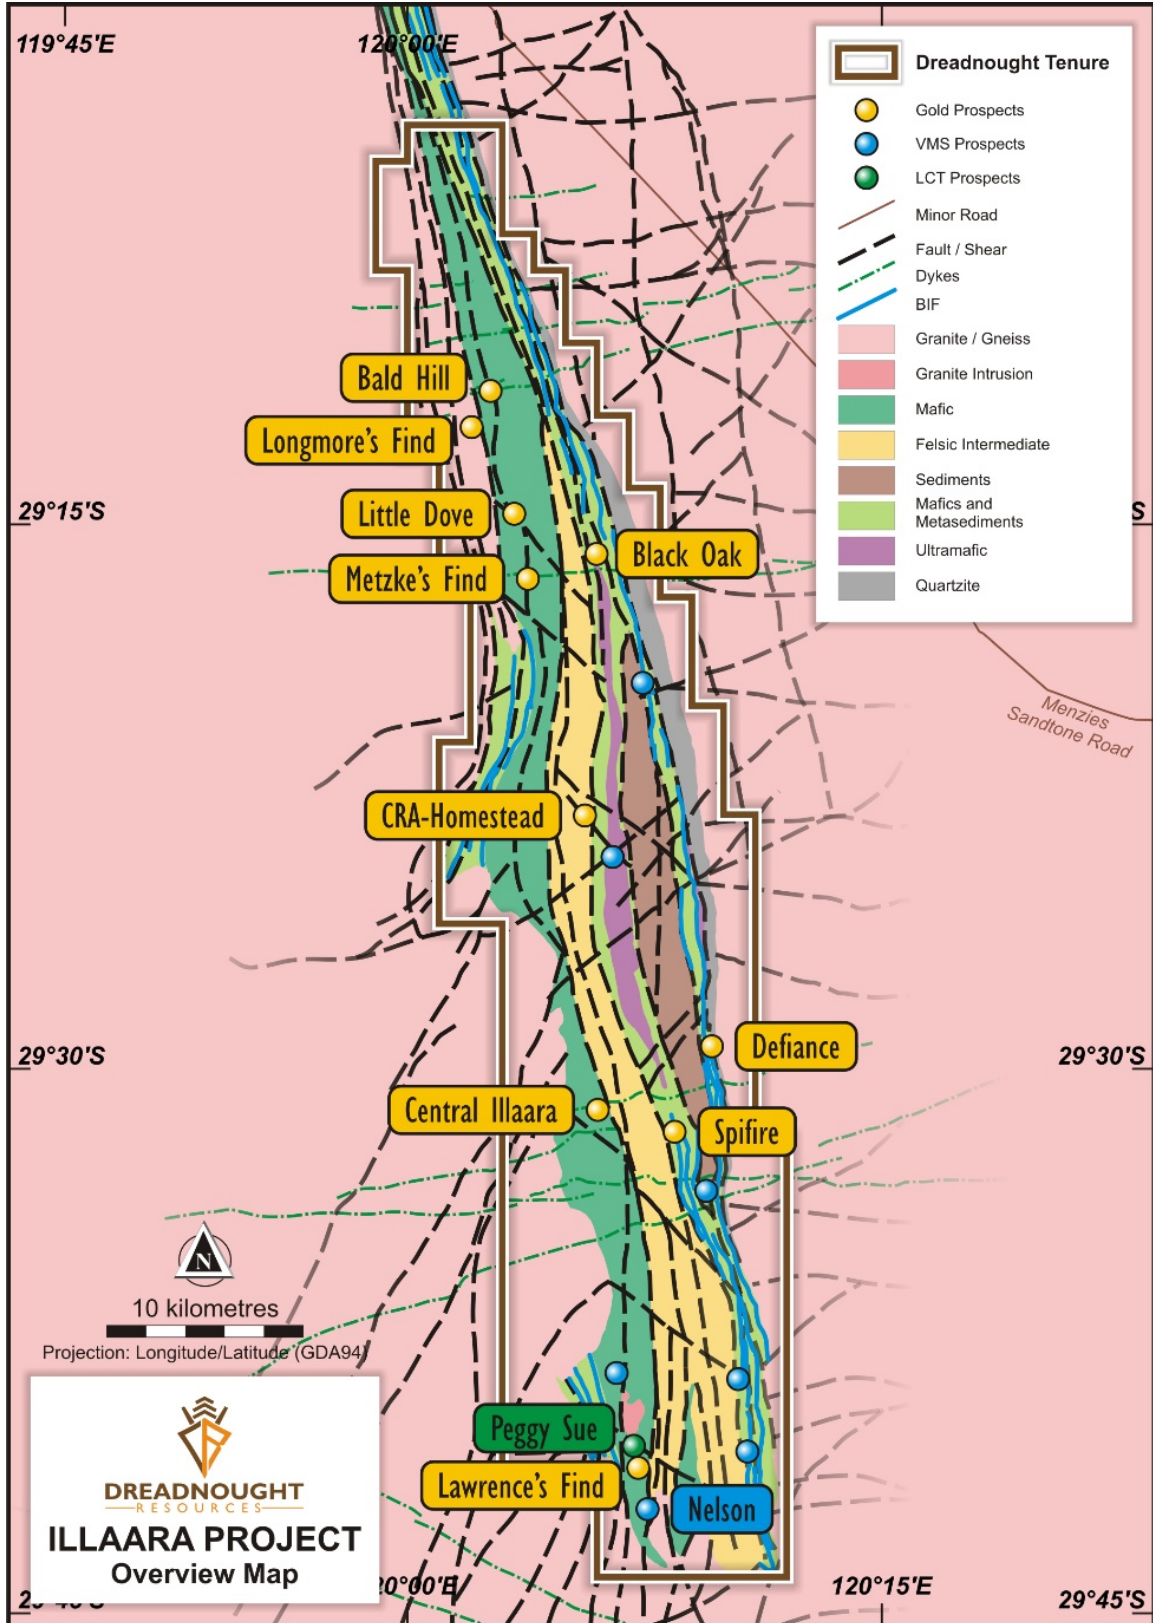 119°45'E
120°00'E
Dreadnought Tenure
Gold Prospects
VMS Prospects
LCT Prospects
Minor Road
Fault / Shear
Dykes
BIF
Granite / Gneiss
Granite Intrusion
Mafic
Felsic Intermediate
Sediments
Mafics and
Metasediments
Ultramafic
Quartzite
Bald Hill
Longmore's Find
29°15'S
S
Little Dove
Black Oak
Metzke's Find
Menzies
Sandtone Road
CRA-Homestead
29°30'S
Defiance
29°30'S
Central Illaara
Spifire
N
10 kilometres
Projection: Longitude/Latitude (GDA94)
Peggy Sue
Lawrence's Find
Nelson
DREADNOUGHT
RESOURCES
ILLAARA PROJECT
Overview Map
20°00'E
120°15'E
29°45'S